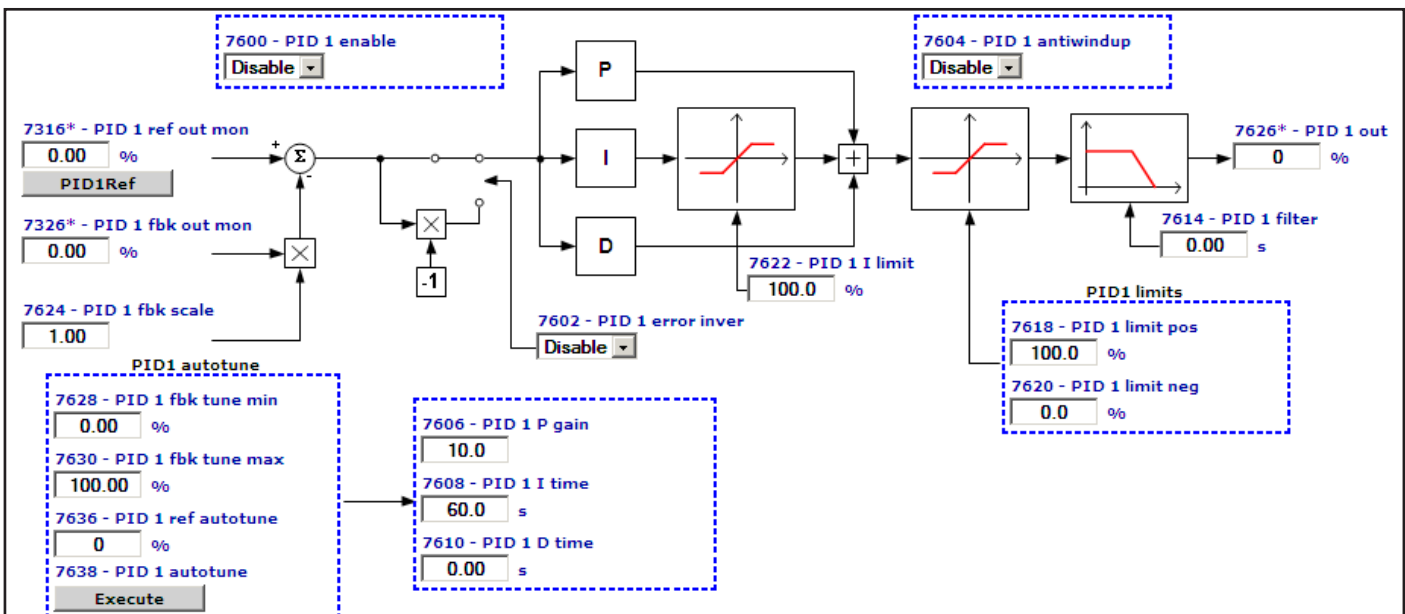 7600 - PID 1 enable
Disable
7604 - PID 1 antiwindup
Disable
P
7316* - PID 1 ref out mon
0.00 %
PID1Ref
+
Σ
-
I
+
7626* - PID 1 out
0 %
7326* - PID 1 fbk out mon
0.00 %
×
×
-1
D
7614 - PID 1 filter
0.00 s
7622 - PID 1 I limit
100.0 %
7624 - PID 1 fbk scale
1.00
7602 - PID 1 error inver
Disable
PID1 limits
7618 - PID 1 limit pos
100.0 %
7620 - PID 1 limit neg
0.0 %
PID1 autotune
7628 - PID 1 fbk tune min
0.00 %
7630 - PID 1 fbk tune max
100.00 %
7636 - PID 1 ref autotune
0 %
7638 - PID 1 autotune
Execute
7606 - PID 1 P gain
10.0
7608 - PID 1 I time
60.0 s
7610 - PID 1 D time
0.00 s